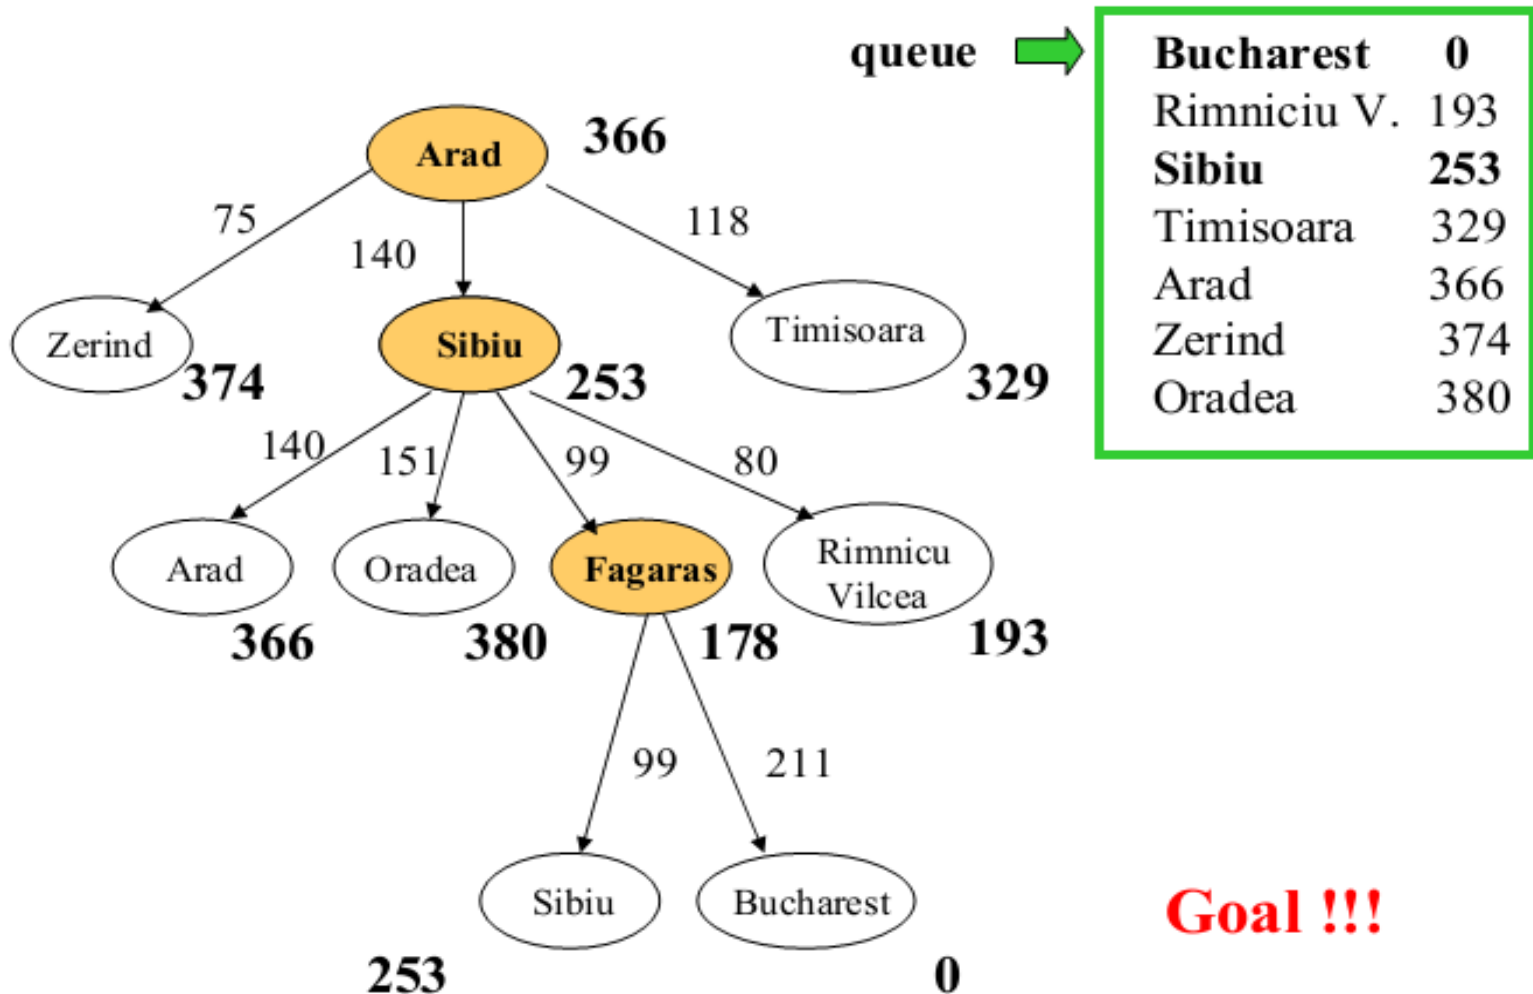 queue
Bucharest 0
Rimniciu V. 193
Sibiu 253
Timisoara 329
Arad 366
Zerind 374
Oradea 380
Arad 366
75 140 118
Zerind 374
Sibiu 253
Timisoara 329
140 151 99 80
Arad 366
Oradea 380
Fagaras 178
Rimnicu
Vilcea 193
99 211
Sibiu 253
Bucharest 0
Goal !!!